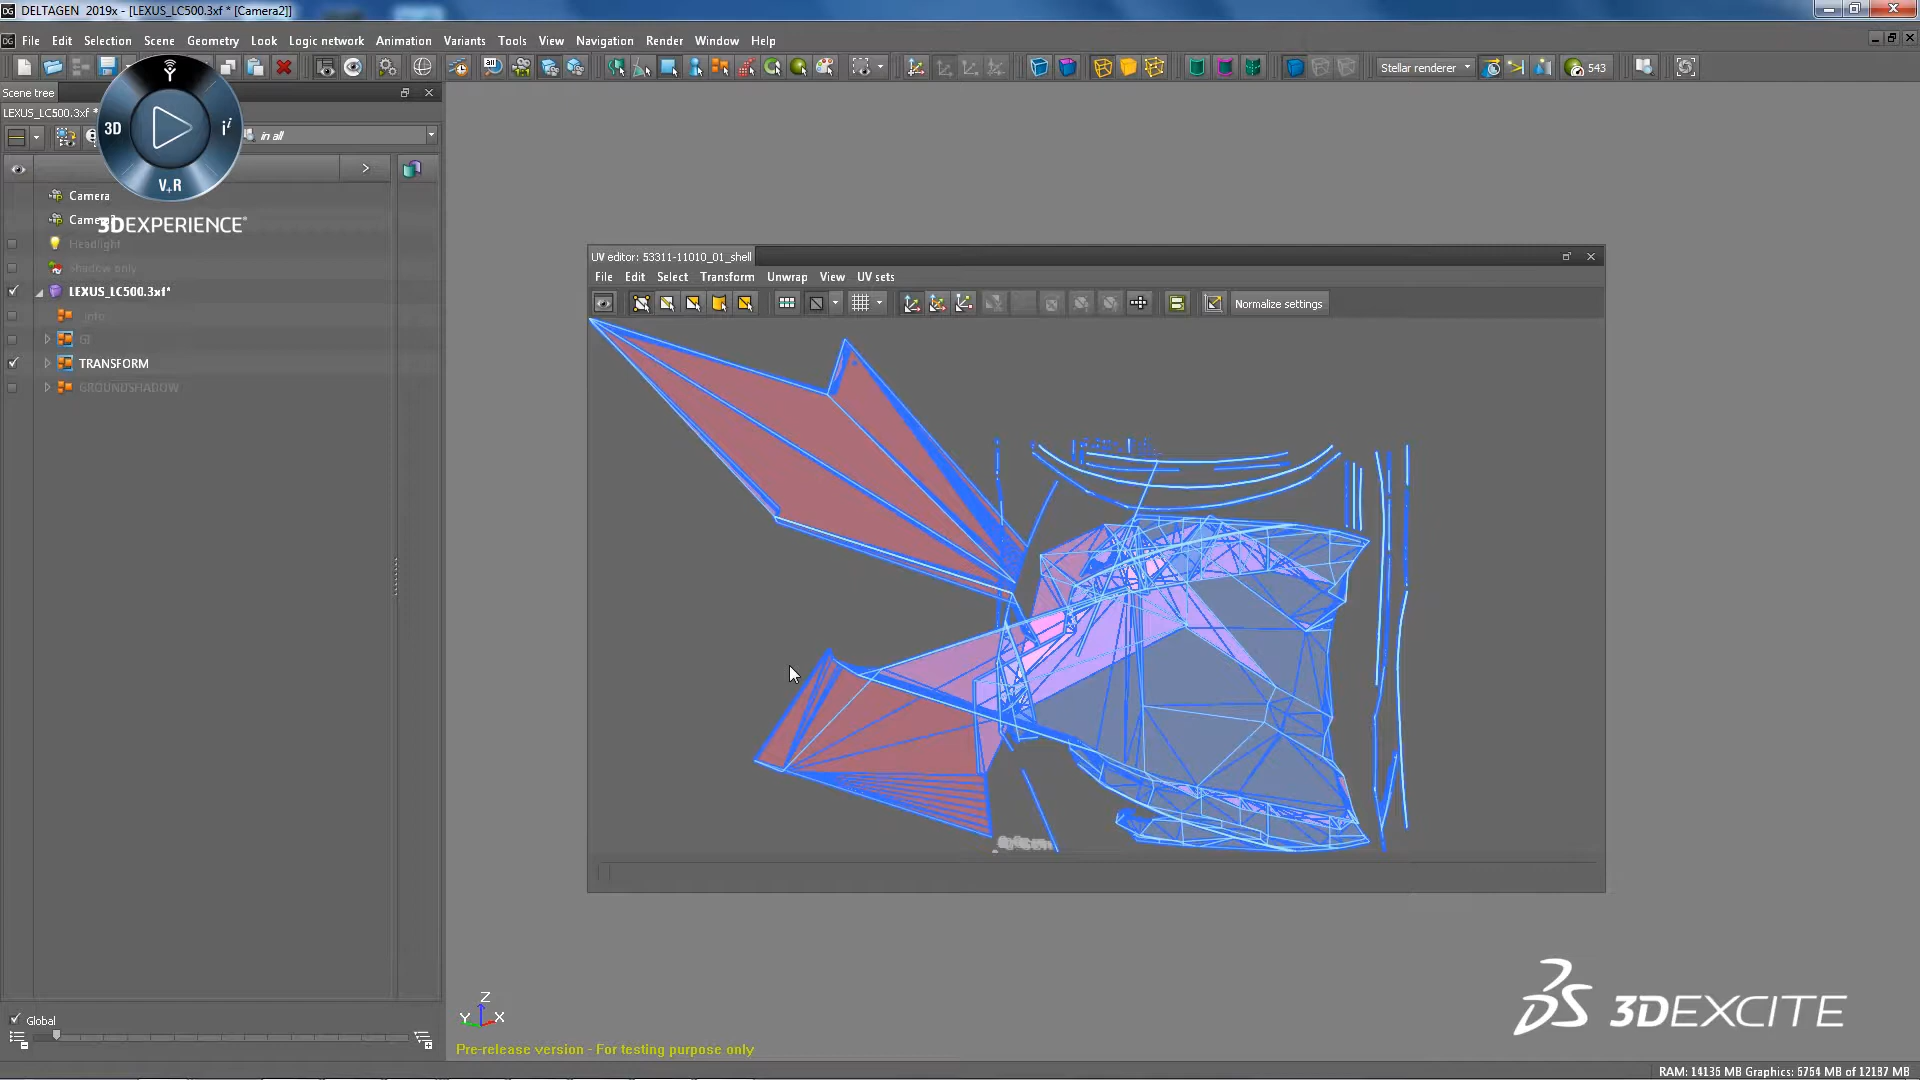 DELTAGEN 2019x - [LEXUS_LC500.3xf * [Camera2]]
File Edit Selection Scene Geometry Look Logic network Animation Variants Tools View Navigation Render Window Help
all
Stellar renderer
543
Scene tree
LEXUS_LC500.3xf *
in all
3D
i
V+R
3DEXPERIENCE
Camera
Headlight
Shadow only
LEXUS_LC500.3xf*
Info
GI
TRANSFORM
GROUNDSHADOW
UV editor: 53311-11010_01_shell
File Edit Select Transform Unwrap View UV sets
Normalize settings
Global
Z
Y X
Pre-release version - For testing purpose only
3DEXCITE
RAM: 14136 MB Graphics: 6764 MB of 12187 MB